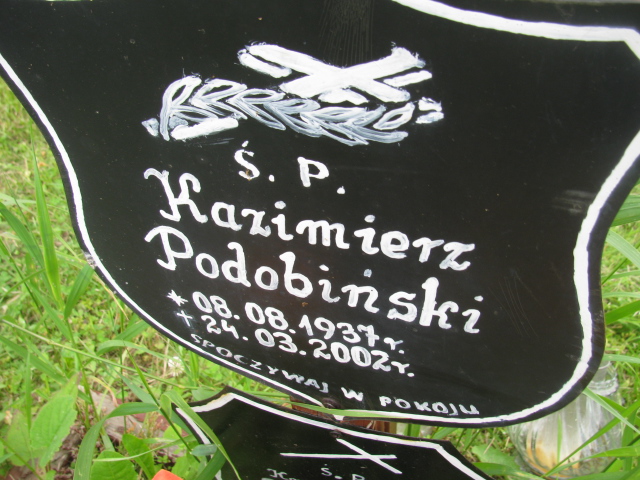 Ś. P.
Kazimierz
Podobiński
* 08.08.1937r.
+ 24.03.2002r.
SPOCZYWAJ W POKOJU
Ś. P.